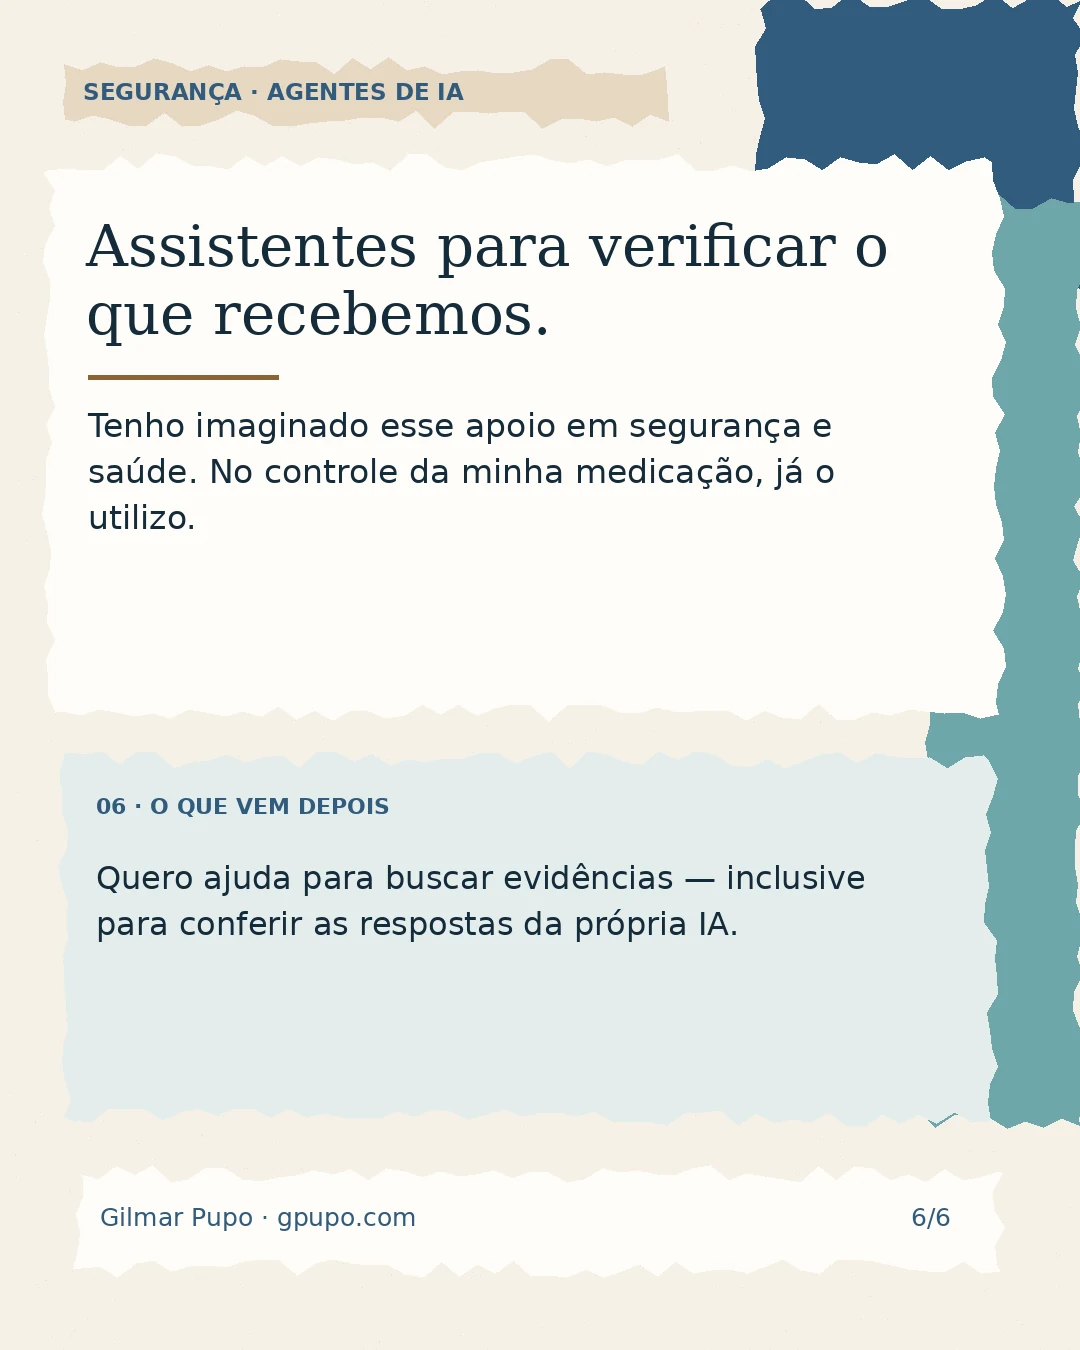 SEGURANÇA · AGENTES DE IA
Assistentes para verificar o
que recebemos.
Tenho imaginado esse apoio em segurança e
saúde. No controle da minha medicação, já o
utilizo.
06 · O QUE VEM DEPOIS
Quero ajuda para buscar evidências — inclusive
para conferir as respostas da própria IA.
Gilmar Pupo · gpupo.com
6/6